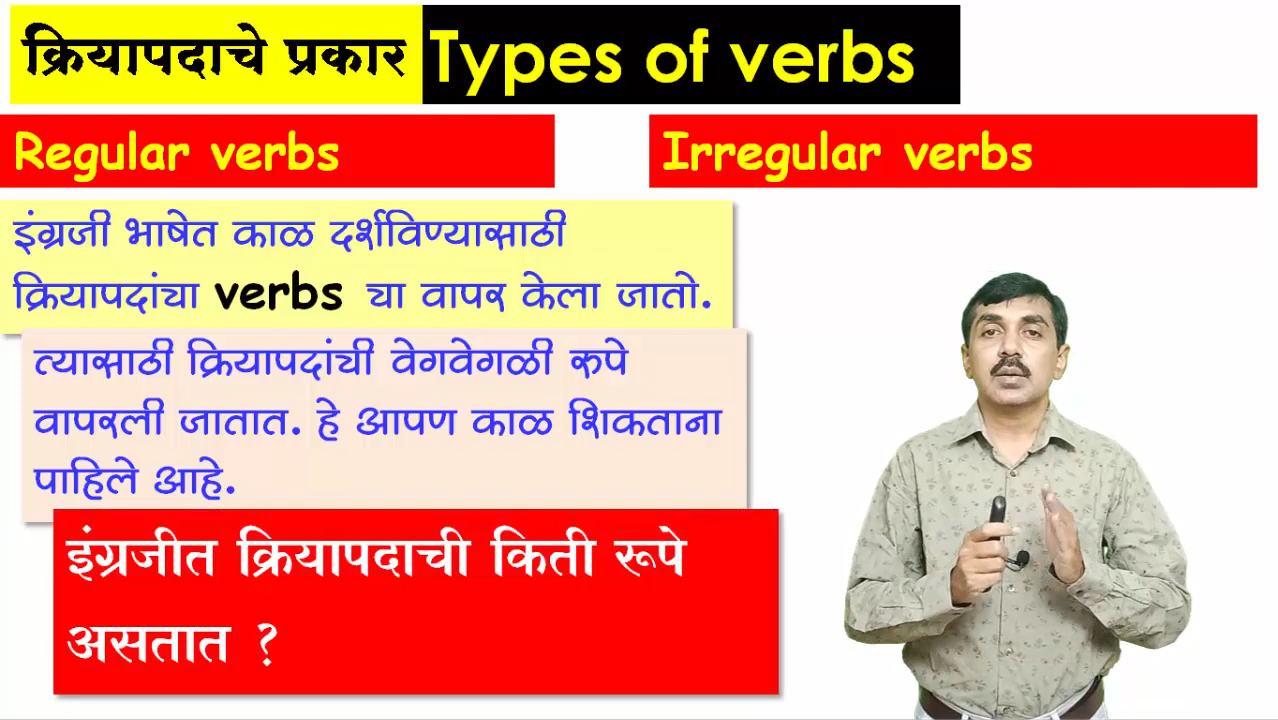 क्रियापदाचे प्रकार Types of verbs
Regular verbs
Irregular verbs
इंग्रजी भाषेत काळ दर्शविण्यासाठी
क्रियापदांचा verbs चा वापर केला जातो.
त्यासाठी क्रियापदांची वेगवेगळी रुपे
वापरली जातात. हे आपण काळ शिकताना
पाहिले आहे.
इंग्रजीत क्रियापदाची किती रूपे
असतात ?